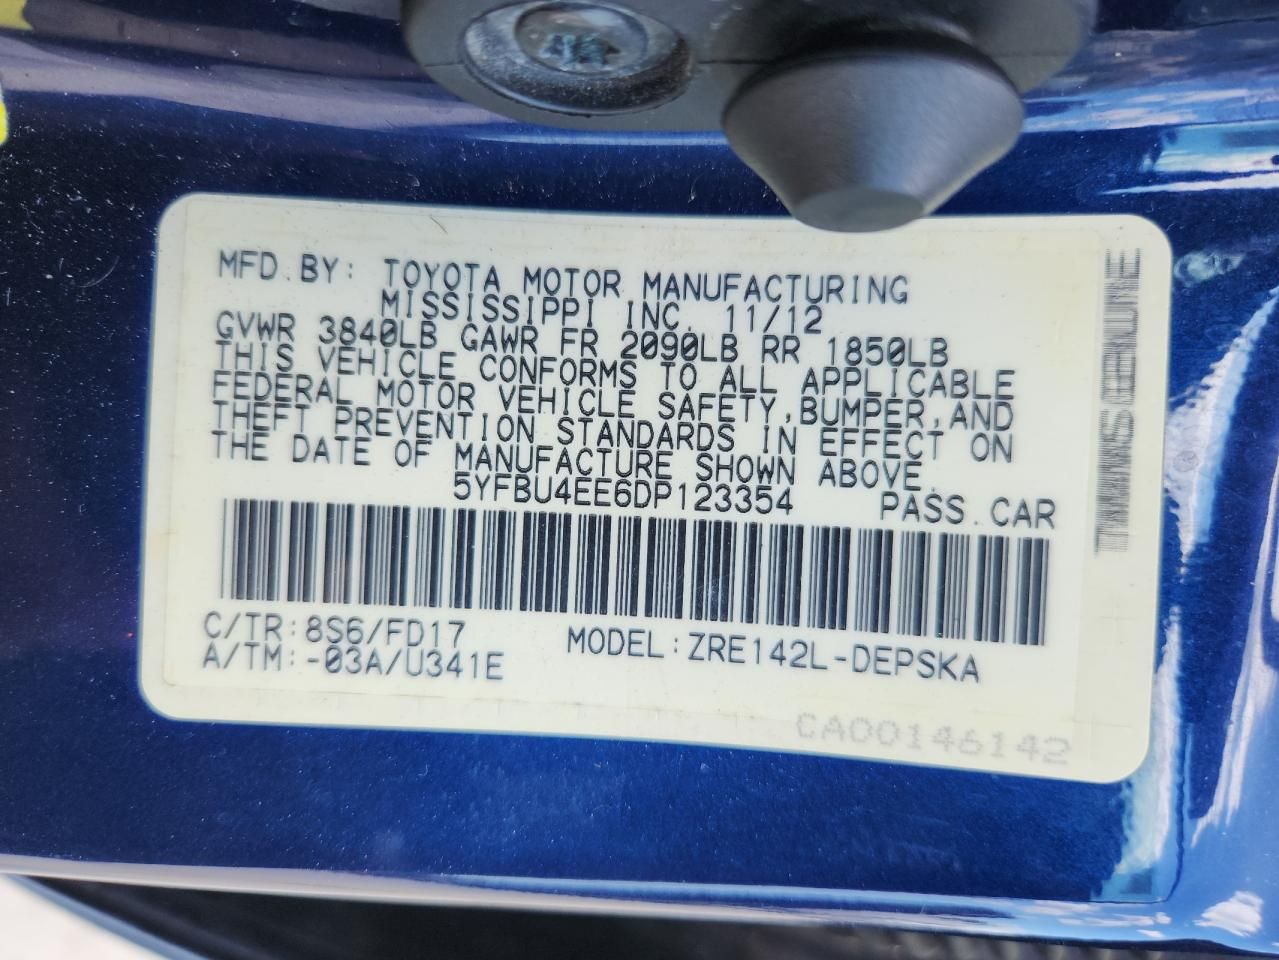 MFD.BY: TOYOTA MOTOR MANUFACTURING
MISSISSIPPI INC. 11/12
GVWR 3840LB GAWR FR 2090LB RR 1850LB
THIS VEHICLE CONFORMS TO ALL APPLICABLE
FEDERAL MOTOR VEHICLE SAFETY,BUMPER,AND
THEFT PREVENTION STANDARDS IN EFFECT ON
THE DATE OF MANUFACTURE SHOWN ABOVE.
5YFBU4EE6DP123354 PASS.CAR
C/TR:8S6/FD17 MODEL:ZRE142L-DEPSKA
A/TM:-03A/U341E
CA00146142